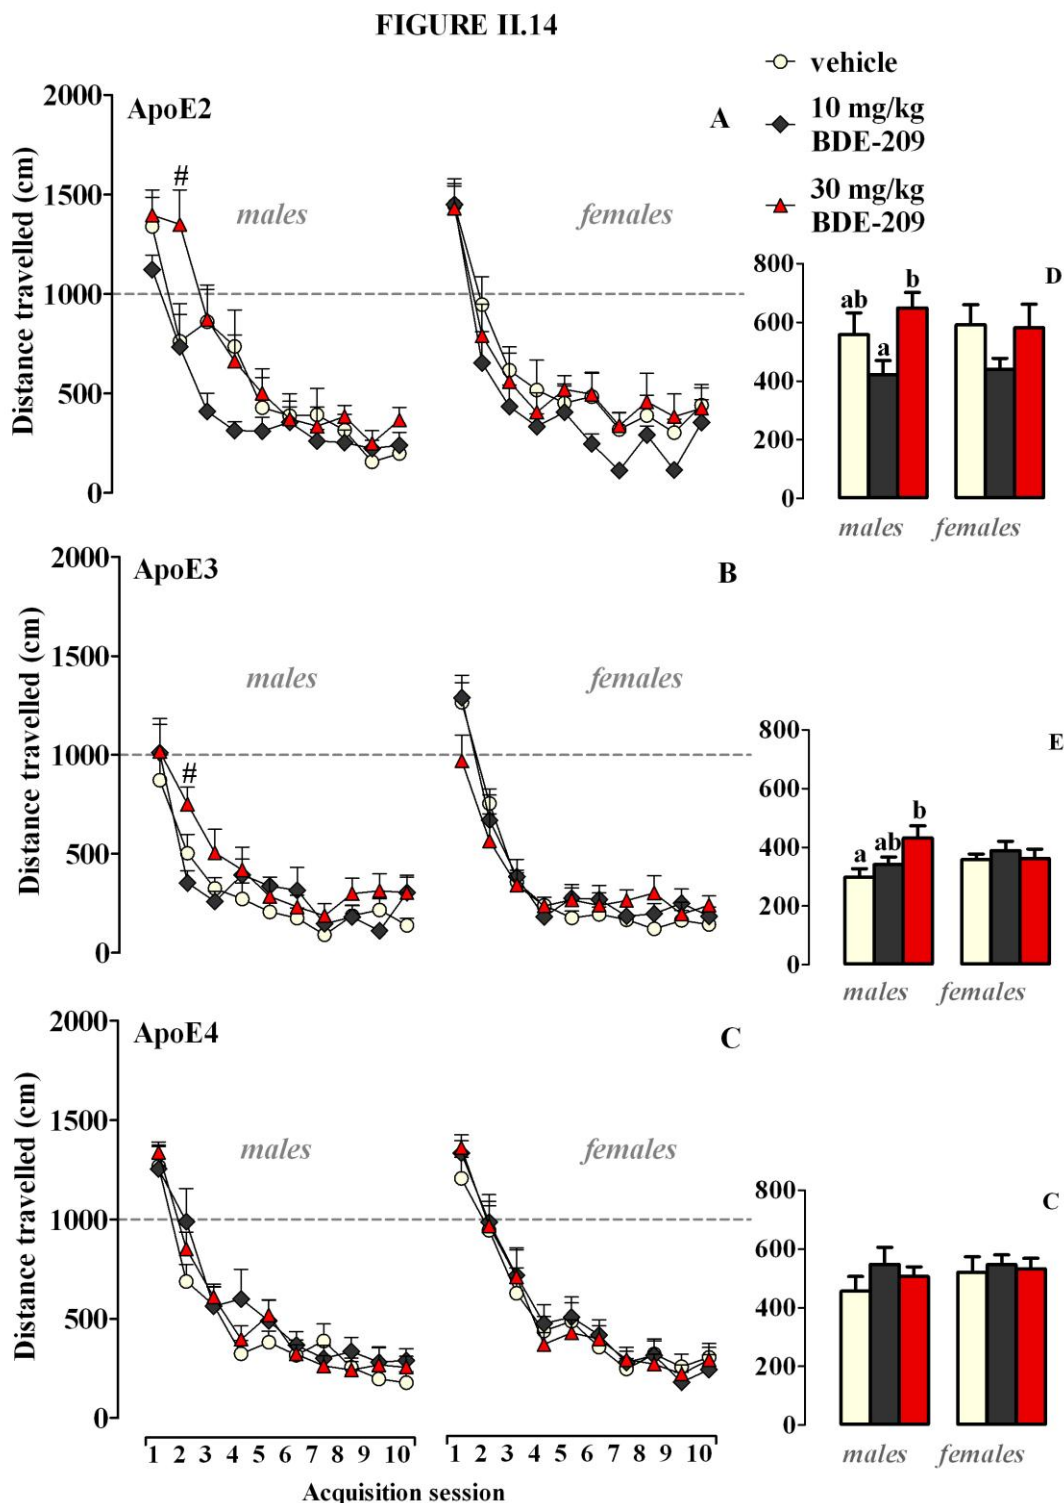 FIGURE II.14
vehicle
10 mg/kg
BDE-209
30 mg/kg
BDE-209
ApoE2
A
Distance travelled (cm)
2000
1500
1000
500
0
#
males
females
D
800
600
400
200
0
ab
a
b
males
females
ApoE3
B
Distance travelled (cm)
2000
1500
1000
500
0
#
males
females
E
800
600
400
200
0
a
ab
b
males
females
ApoE4
C
Distance travelled (cm)
2000
1500
1000
500
0
males
females
1 2 3 4 5 6 7 8 9 10
1 2 3 4 5 6 7 8 9 10
Acquisition session
C
800
600
400
200
0
males
females